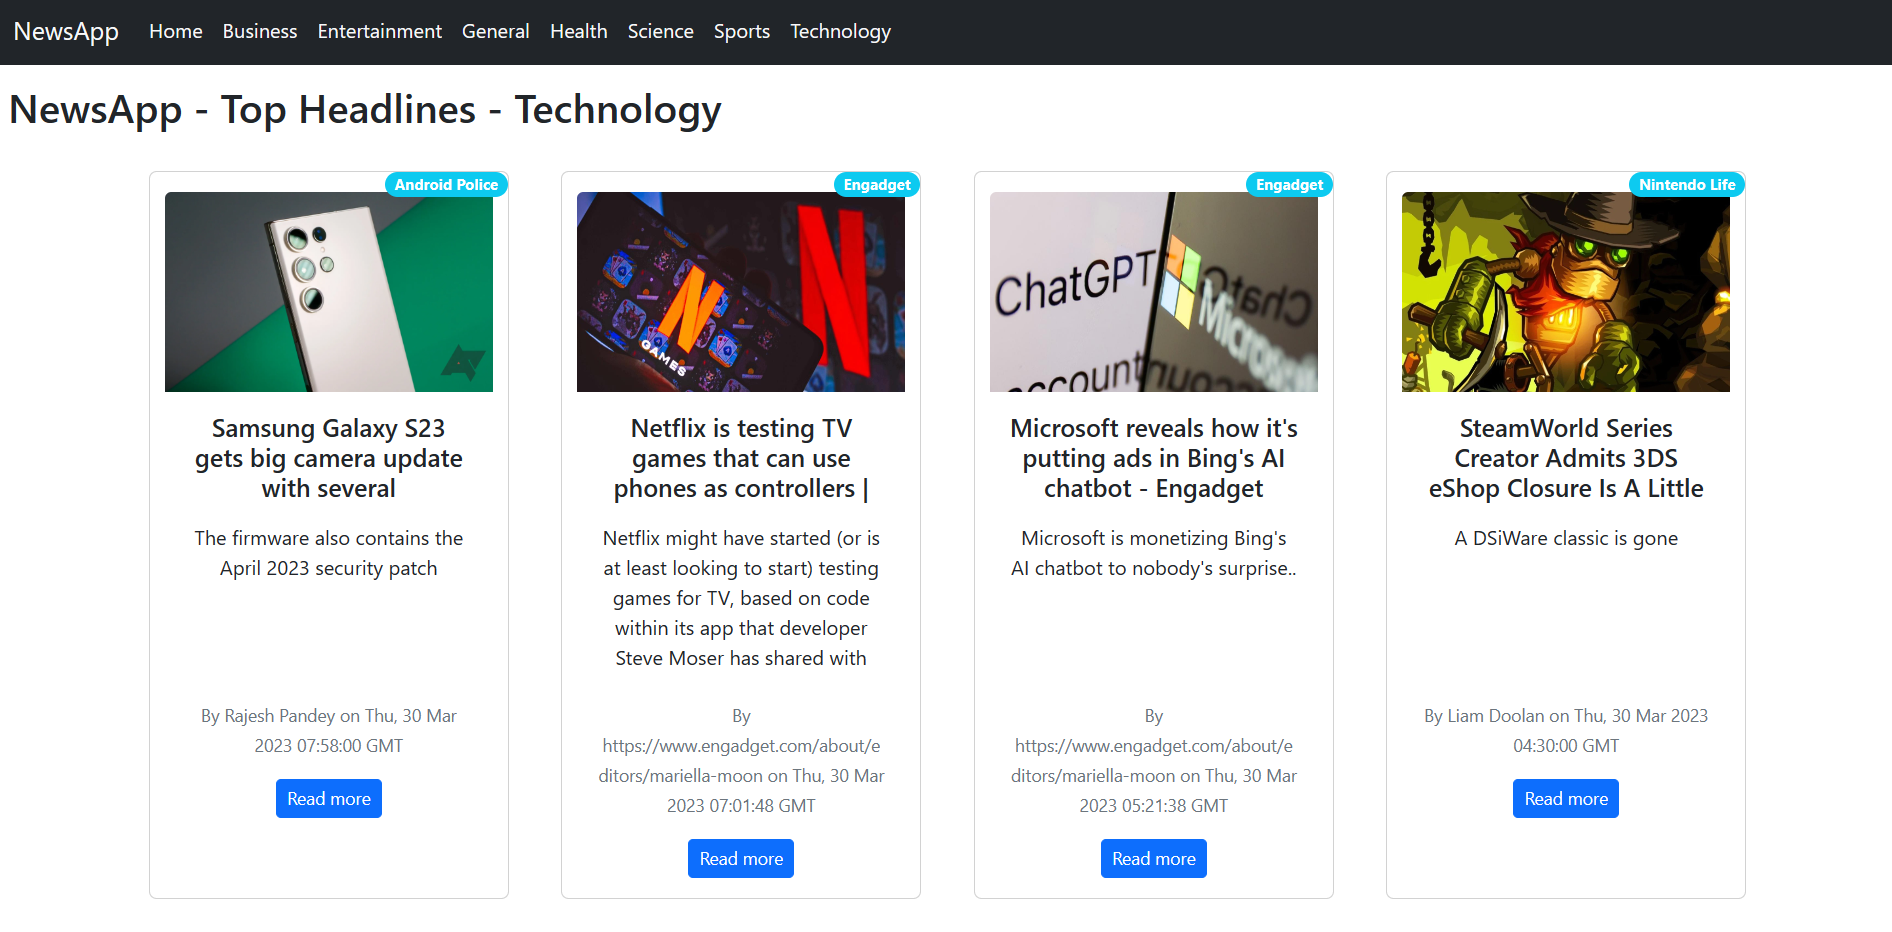 NewsApp Home Business Entertainment General Health Science Sports Technology
NewsApp - Top Headlines - Technology
Android Police
Samsung Galaxy S23
gets big camera update
with several
The firmware also contains the
April 2023 security patch
By Rajesh Pandey on Thu, 30 Mar
2023 07:58:00 GMT
Read more
Engadget
N
GAMES
N
Netflix is testing TV
games that can use
phones as controllers |
Netflix might have started (or is
at least looking to start) testing
games for TV, based on code
within its app that developer
Steve Moser has shared with
By
https://www.engadget.com/about/e
ditors/mariella-moon on Thu, 30 Mar
2023 07:01:48 GMT
Read more
Engadget
ChatGPT
account
Microsof
Microsoft reveals how it's
putting ads in Bing's AI
chatbot - Engadget
Microsoft is monetizing Bing's
AI chatbot to nobody's surprise..
By
https://www.engadget.com/about/e
ditors/mariella-moon on Thu, 30 Mar
2023 05:21:38 GMT
Read more
Nintendo Life
SteamWorld Series
Creator Admits 3DS
eShop Closure Is A Little
A DSiWare classic is gone
By Liam Doolan on Thu, 30 Mar 2023
04:30:00 GMT
Read more